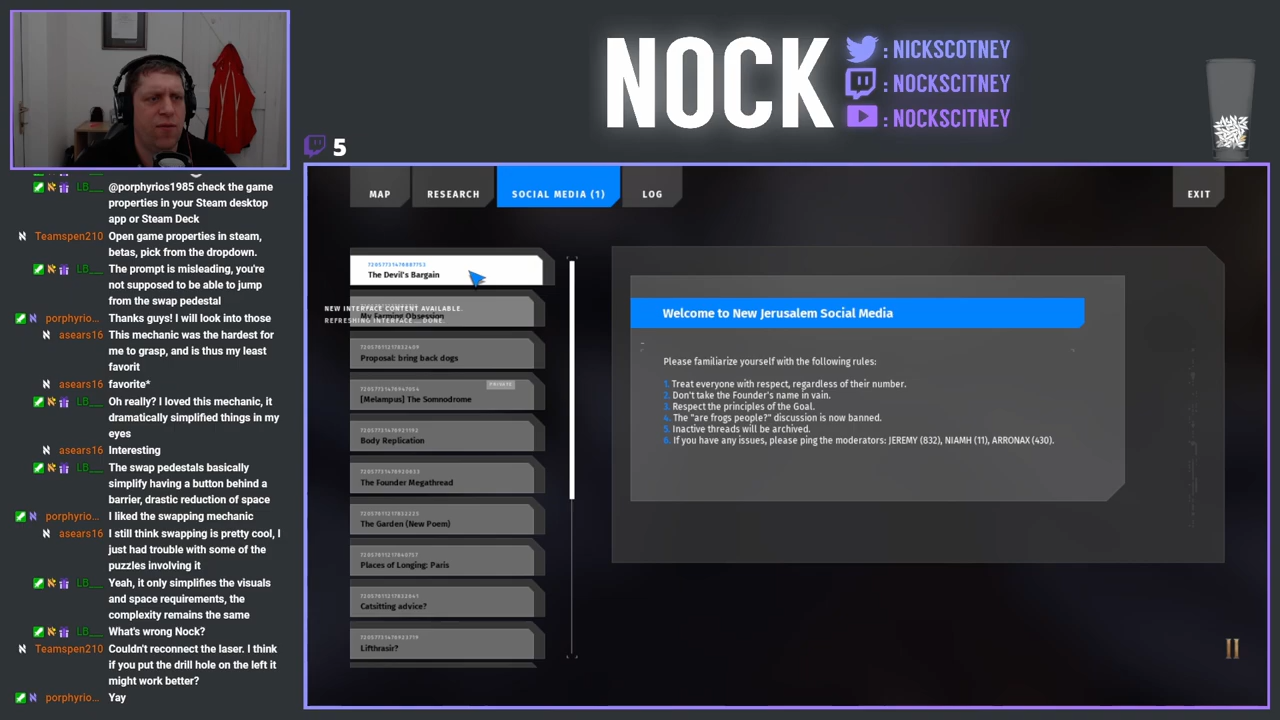 NOCK
: NICKSCOTNEY
: NOCKSCITNEY
: NOCKSCITNEY
5
LB__ @porphyrios1985 check the game
properties in your Steam desktop
app or Steam Deck
Teamspen210 Open game properties in steam,
betas, pick from the dropdown.
LB__ The prompt is misleading, you're
not supposed to be able to jump
from the swap pedestal
porphyrio... Thanks guys! I will look into those
asears16 This mechanic was the hardest for
me to grasp, and is thus my least
favorit
asears16 favorite*
LB__ Oh really? I loved this mechanic, it
dramatically simplified things in my
eyes
asears16 Interesting
LB__ The swap pedestals basically
simplify having a button behind a
barrier, drastic reduction of space
porphyrio... I liked the swapping mechanic
asears16 I still think swapping is pretty cool, I
just had trouble with some of the
puzzles involving it
LB__ Yeah, it only simplifies the visuals
and space requirements, the
complexity remains the same
LB__ What's wrong Nock?
Teamspen210 Couldn't reconnect the laser. I think
if you put the drill hole on the left it
might work better?
porphyrio... Yay
MAP
RESEARCH
SOCIAL MEDIA (1)
LOG
EXIT
The Devil's Bargain
NEW INTERFACE CONTENT AVAILABLE.
My Farming Obsession
REFRESHING INTERFACE... DONE.
Proposal: bring back dogs
PRIVATE
[Melampus] The Somnodrome
Body Replication
The Founder Megathread
The Garden (New Poem)
Places of Longing: Paris
Catsitting advice?
Lifthrasir?
Welcome to New Jerusalem Social Media
Please familiarize yourself with the following rules:
1. Treat everyone with respect, regardless of their number.
2. Don't take the Founder's name in vain.
3. Respect the principles of the Goal.
4. The "are frogs people?" discussion is now banned.
5. Inactive threads will be archived.
6. If you have any issues, please ping the moderators: JEREMY (832), NIAMH (11), ARRONAX (430).